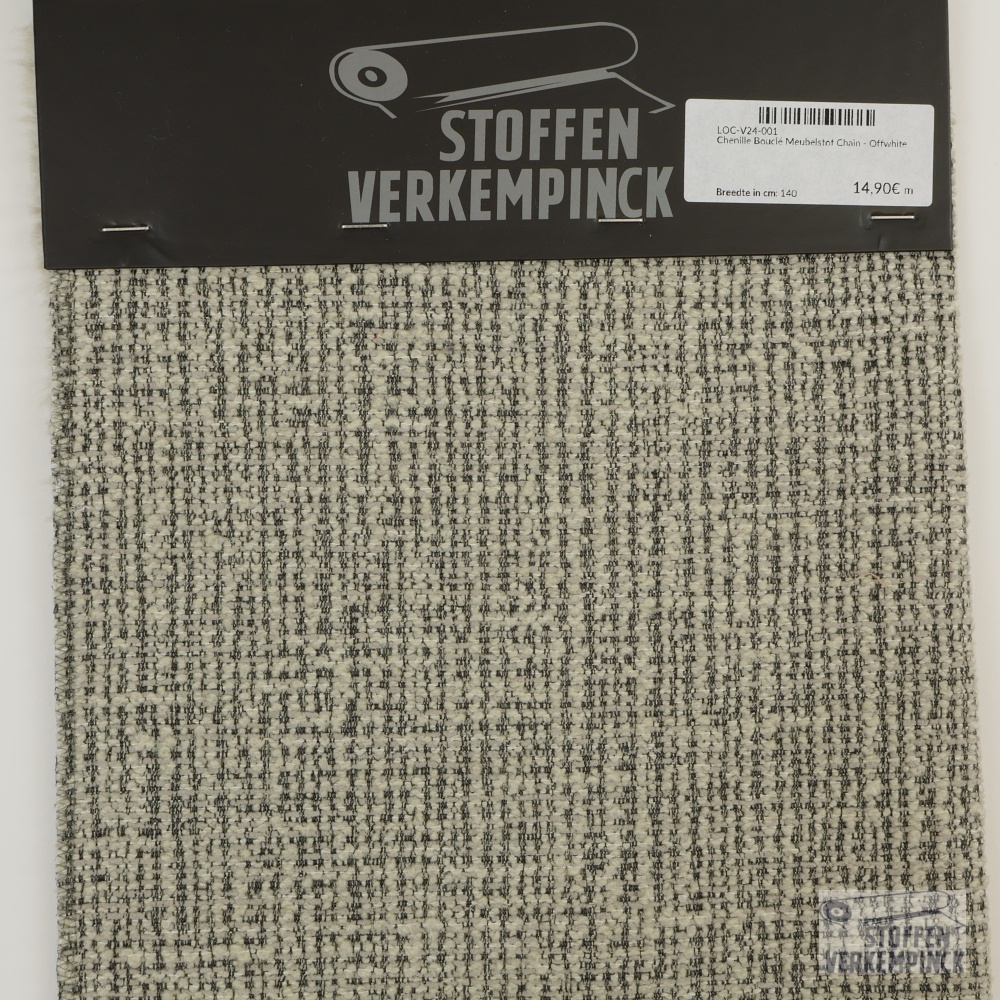 STOFFEN
VERKEMPINCK
LOC-V24-001
Chenille Bouclé Meubelstof Chain - Offwhite
Breedte in cm: 140
14,90€ m
STOFFEN
VERKEMPINCK